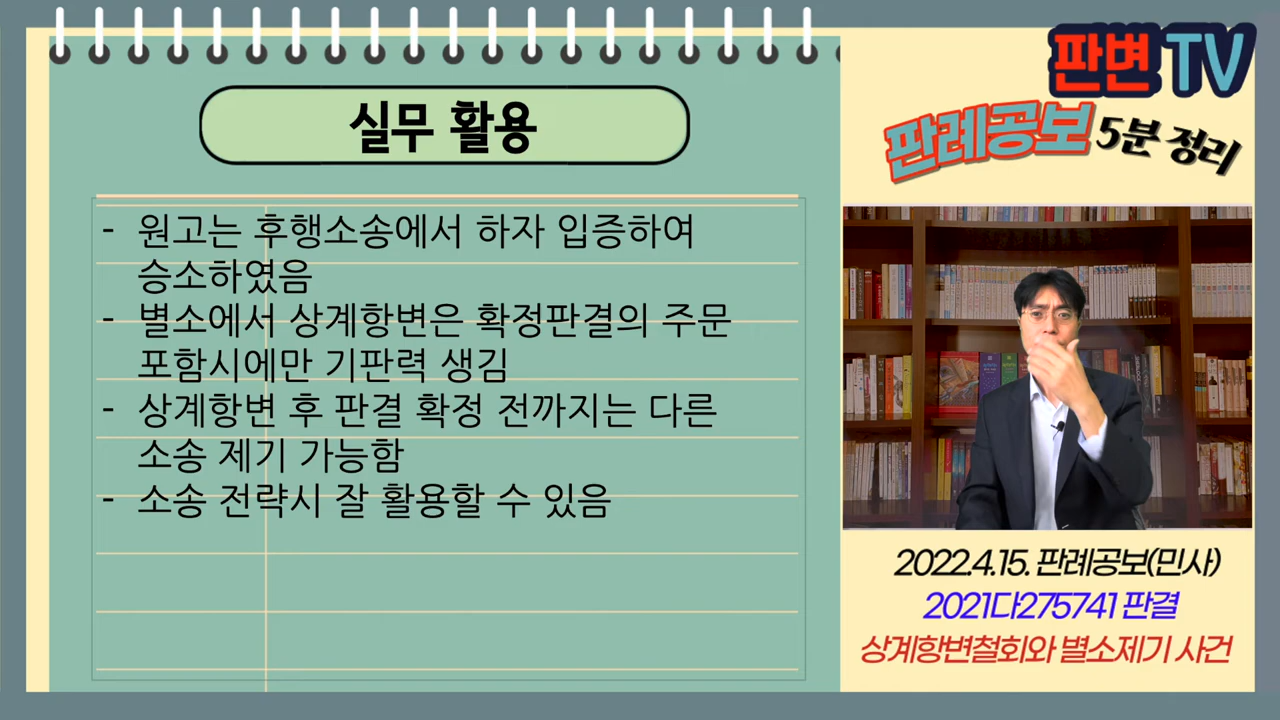 실무 활용
- 원고는 후행소송에서 하자 입증하여
승소하였음
- 별소에서 상계항변은 확정판결의 주문
포함시에만 기판력 생김
- 상계항변 후 판결 확정 전까지는 다른
소송 제기 가능함
- 소송 전략시 잘 활용할 수 있음
판변 TV
판례공보 5분 정리
2022.4.15. 판례공보(민사)
2021다275741 판결
상계항변철회와 별소제기 사건